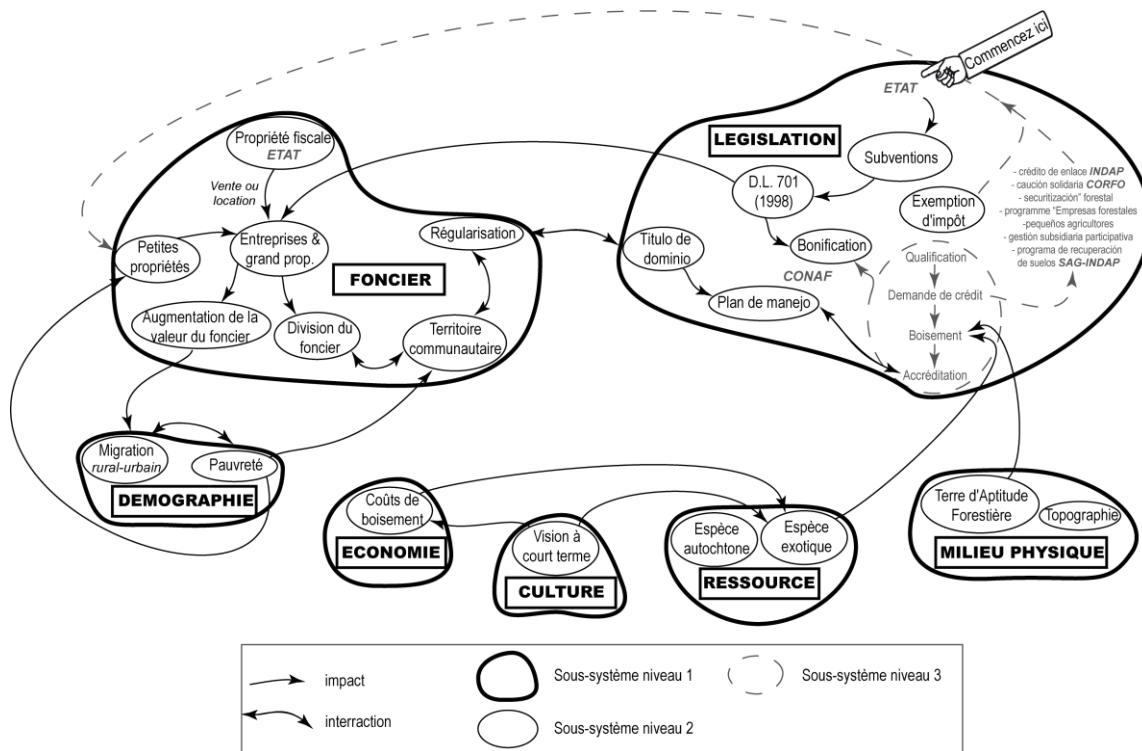 Commencez ici
ETAT
LEGISLATION
Subventions
D.L. 701
(1998)
Exemption
d'impôt
Bonification
CONAF
Titulo de
dominio
Plan de manejo
Qualification
Demande de crédit
Boisement
Accréditation
- crédito de enlace INDAP
- caución solidaria CORFO
- securitización" forestal
- programme "Empresas forestales
-pequeños agricultores
- gestión subsidiaria participativa
- programa de recuperación
de suelos SAG-INDAP
Propriété fiscale
ETAT
Vente ou
location
Petites
propriétés
Entreprises &
grand prop.
Régularisation
FONCIER
Augmentation de la
valeur du foncier
Division du
foncier
Territoire
communautaire
Migration
rural-urbain
Pauvreté
DEMOGRAPHIE
Coûts de
boisement
ECONOMIE
Vision à
court terme
CULTURE
Espèce
autochtone
Espèce
exotique
RESSOURCE
Terre d'Aptitude
Forestière
Topographie
MILIEU PHYSIQUE
impact
interraction
Sous-système niveau 1
Sous-système niveau 2
Sous-système niveau 3